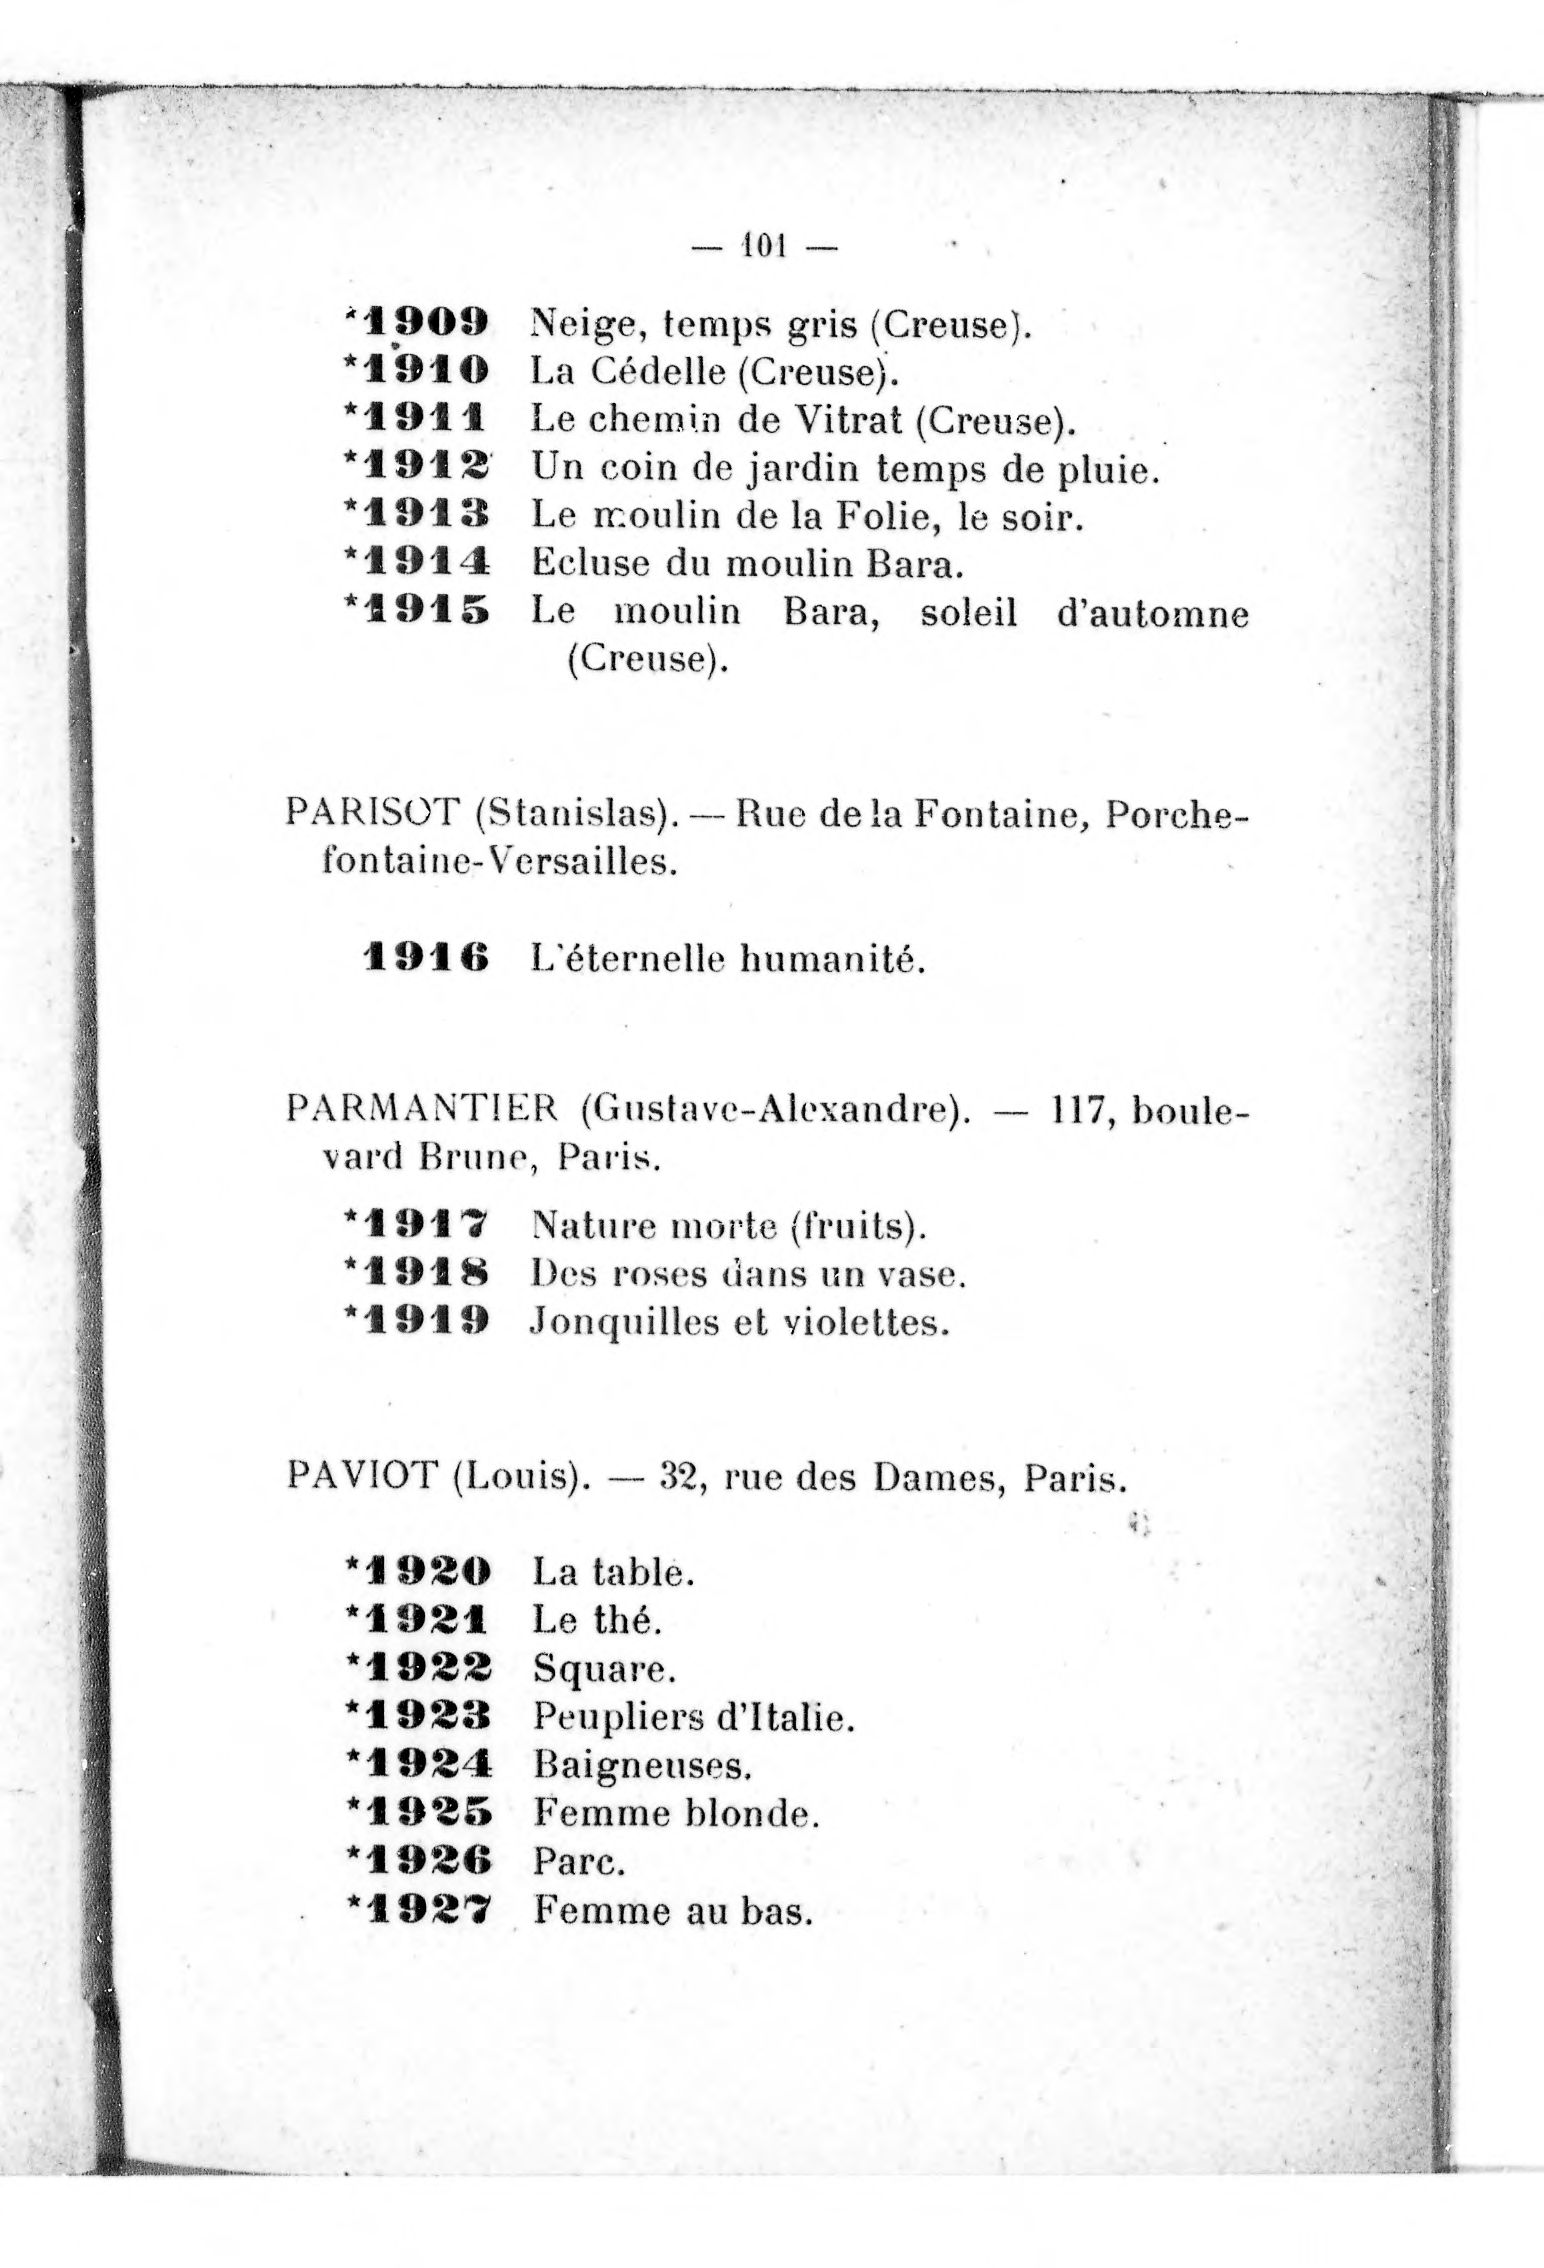 — 101 —
*1909 Neige, temps gris (Creuse).
*1910 La Cédelle (Creuse).
*1911 Le chemin de Vitrat (Creuse).
*1912 Un coin de jardin temps de pluie.
*1913 Le moulin de la Folie, le soir.
*1914 Ecluse du moulin Bara.
*1915 Le moulin Bara, soleil d'automne
(Creuse).
PARISOT (Stanislas). — Rue de la Fontaine, Porche-
fontaine-Versailles.
1916 L'éternelle humanité.
PARMANTIER (Gustave-Alexandre). — 117, boule-
vard Brune, Paris.
*1917 Nature morte (fruits).
*1918 Des roses dans un vase.
*1919 Jonquilles et violettes.
PAVIOT (Louis). — 32, rue des Dames, Paris.
*1920 La table.
*1921 Le thé.
*1922 Square.
*1923 Peupliers d'Italie.
*1924 Baigneuses.
*1925 Femme blonde.
*1926 Parc.
*1927 Femme au bas.